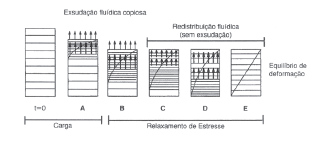 Exsudação fluídica copiosa
Redistribuição fluídica
(sem exsudação)
Equilíbrio de
deformação
t=0
A
B
C
D
E
Carga
Relaxamento de Estresse